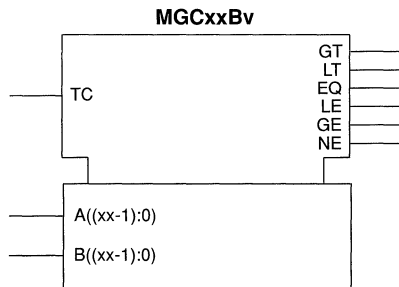 MGCxxBv
GT
LT
TC
EQ
LE
GE
NE
A((xx-1):0)
B((xx-1):0)